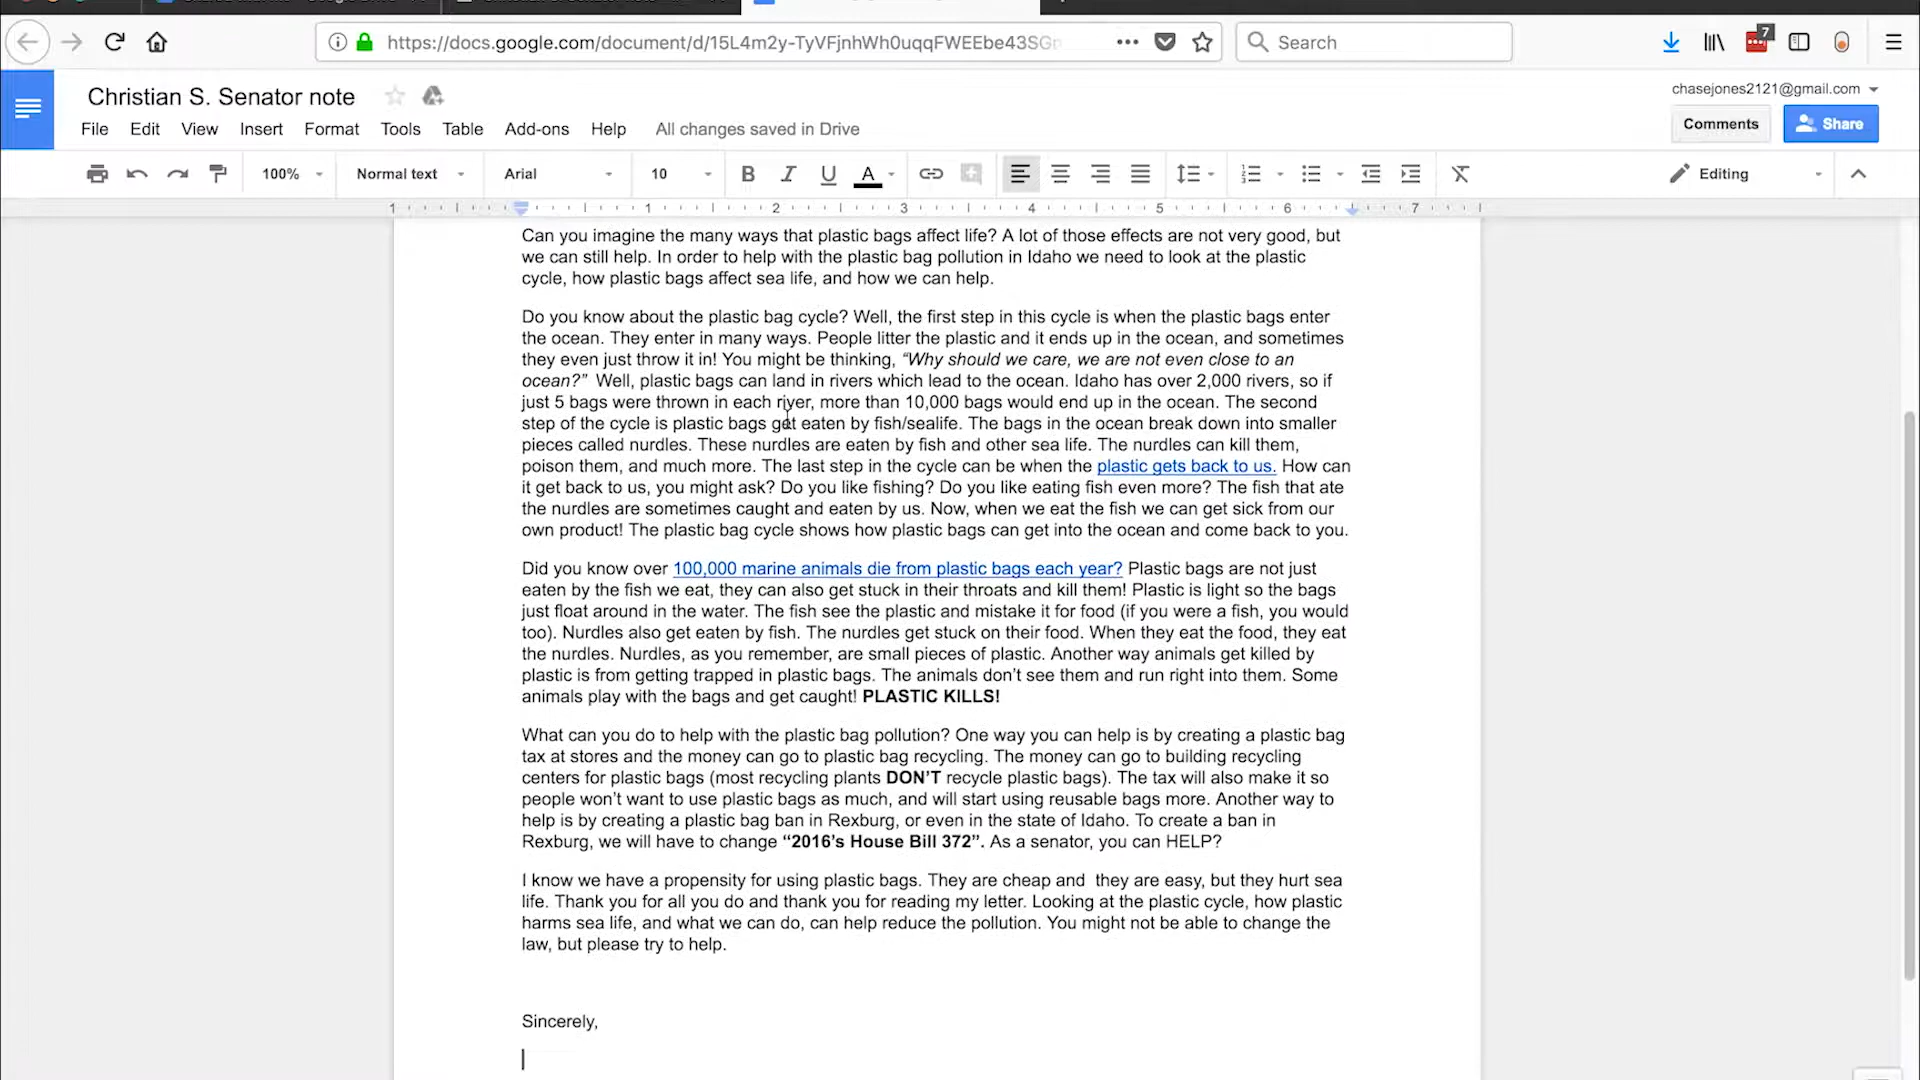 https://docs.google.com/document/d/15L4m2y-TyVFjnhWh0uqqFWEEbe43SGm
Search
7
Christian S. Senator note
chasejones2121@gmail.com
File Edit View Insert Format Tools Table Add-ons Help All changes saved in Drive
Comments
Share
100% Normal text Arial 10 B I U A Editing
1 1 2 3 4 5 6 7
Can you imagine the many ways that plastic bags affect life? A lot of those effects are not very good, but
we can still help. In order to help with the plastic bag pollution in Idaho we need to look at the plastic
cycle, how plastic bags affect sea life, and how we can help.
Do you know about the plastic bag cycle? Well, the first step in this cycle is when the plastic bags enter
the ocean. They enter in many ways. People litter the plastic and it ends up in the ocean, and sometimes
they even just throw it in! You might be thinking, “Why should we care, we are not even close to an
ocean?” Well, plastic bags can land in rivers which lead to the ocean. Idaho has over 2,000 rivers, so if
just 5 bags were thrown in each river, more than 10,000 bags would end up in the ocean. The second
step of the cycle is plastic bags get eaten by fish/sealife. The bags in the ocean break down into smaller
pieces called nurdles. These nurdles are eaten by fish and other sea life. The nurdles can kill them,
poison them, and much more. The last step in the cycle can be when the plastic gets back to us. How can
it get back to us, you might ask? Do you like fishing? Do you like eating fish even more? The fish that ate
the nurdles are sometimes caught and eaten by us. Now, when we eat the fish we can get sick from our
own product! The plastic bag cycle shows how plastic bags can get into the ocean and come back to you.
Did you know over 100,000 marine animals die from plastic bags each year? Plastic bags are not just
eaten by the fish we eat, they can also get stuck in their throats and kill them! Plastic is light so the bags
just float around in the water. The fish see the plastic and mistake it for food (if you were a fish, you would
too). Nurdles also get eaten by fish. The nurdles get stuck on their food. When they eat the food, they eat
the nurdles. Nurdles, as you remember, are small pieces of plastic. Another way animals get killed by
plastic is from getting trapped in plastic bags. The animals don’t see them and run right into them. Some
animals play with the bags and get caught! PLASTIC KILLS!
What can you do to help with the plastic bag pollution? One way you can help is by creating a plastic bag
tax at stores and the money can go to plastic bag recycling. The money can go to building recycling
centers for plastic bags (most recycling plants DON’T recycle plastic bags). The tax will also make it so
people won’t want to use plastic bags as much, and will start using reusable bags more. Another way to
help is by creating a plastic bag ban in Rexburg, or even in the state of Idaho. To create a ban in
Rexburg, we will have to change “2016’s House Bill 372”. As a senator, you can HELP?
I know we have a propensity for using plastic bags. They are cheap and  they are easy, but they hurt sea
life. Thank you for all you do and thank you for reading my letter. Looking at the plastic cycle, how plastic
harms sea life, and what we can do, can help reduce the pollution. You might not be able to change the
law, but please try to help.
Sincerely,